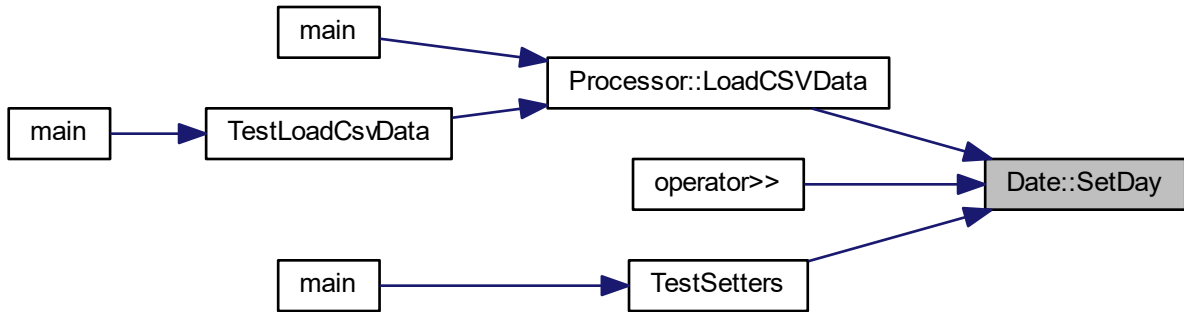 main
Processor::LoadCSVData
main
TestLoadCsvData
operator>>
Date::SetDay
main
TestSetters